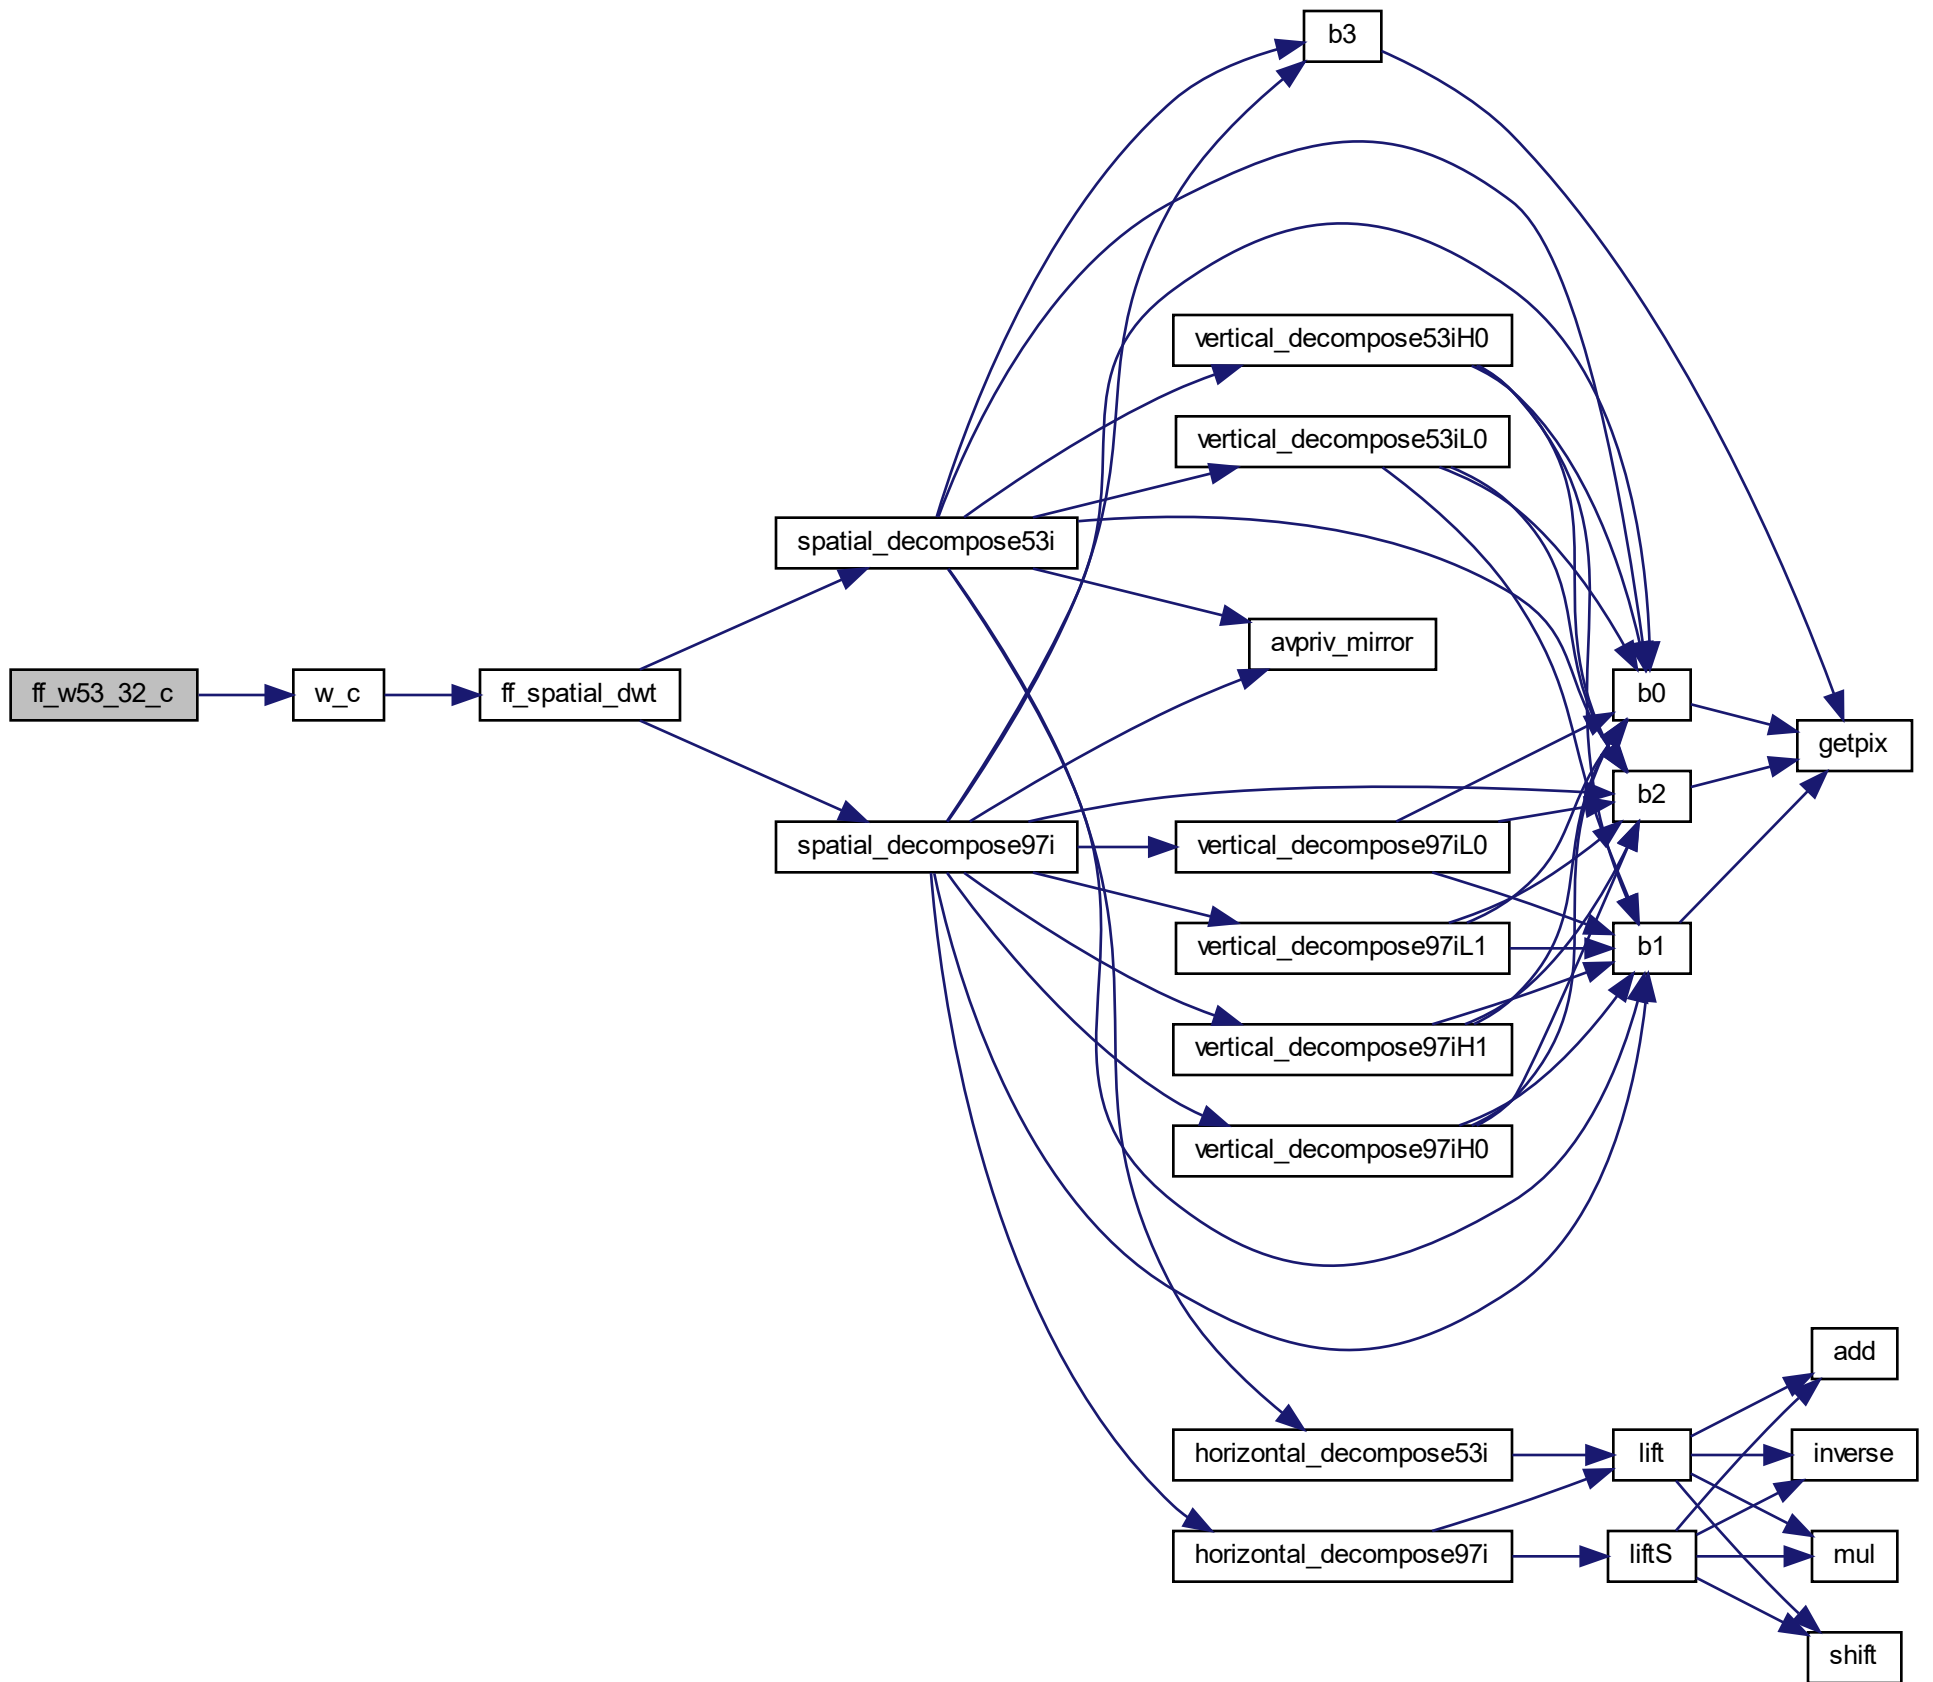 b3
vertical_decompose53iH0
vertical_decompose53iL0
spatial_decompose53i
avpriv_mirror
ff_w53_32_c
w_c
ff_spatial_dwt
b0
getpix
b2
spatial_decompose97i
vertical_decompose97iL0
vertical_decompose97iL1
b1
vertical_decompose97iH1
vertical_decompose97iH0
add
horizontal_decompose53i
lift
inverse
horizontal_decompose97i
liftS
mul
shift